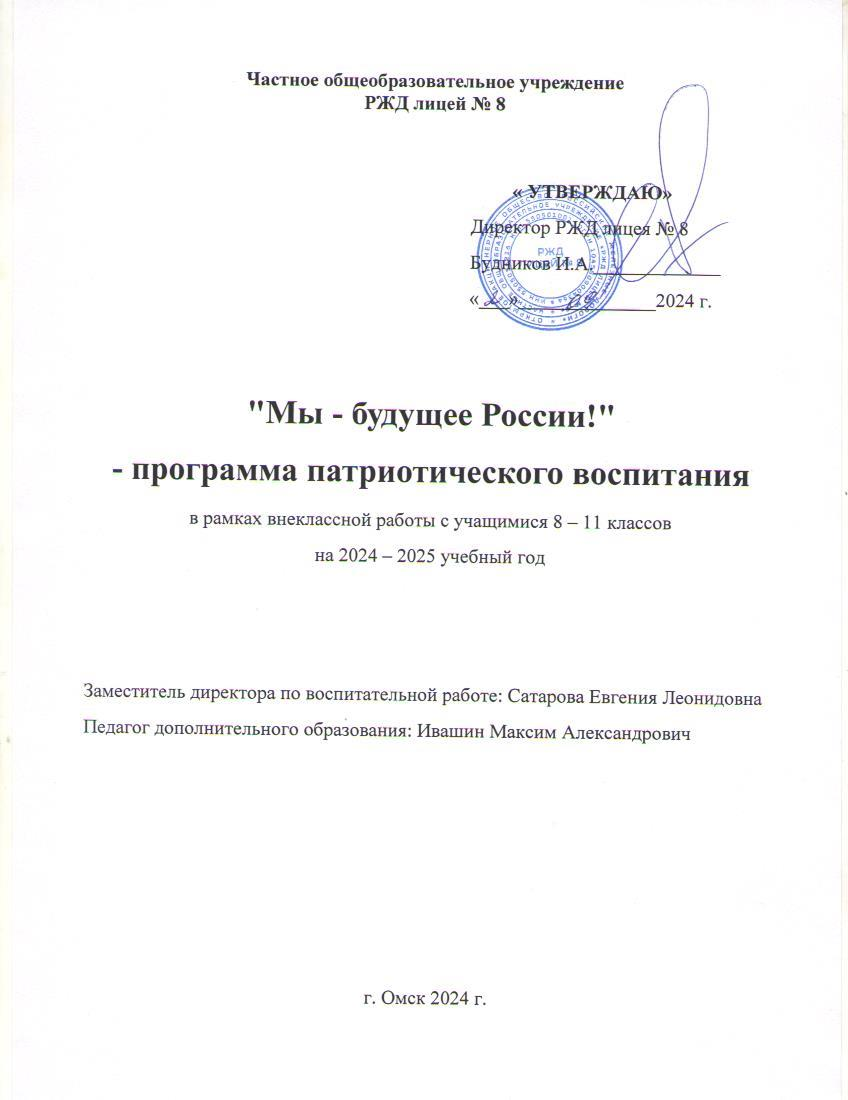 Частное общеобразовательное учреждение
РЖД лицей № 8
« УТВЕРЖДАЮ»
Директор РЖД лицея № 8
Будников И.А.
«___»_______________2024 г.
"Мы - будущее России!"
- программа патриотического воспитания
в рамках внеклассной работы с учащимися 8 – 11 классов
на 2024 – 2025 учебный год
Заместитель директора по воспитательной работе: Сатарова Евгения Леонидовна
Педагог дополнительного образования: Ивашин Максим Александрович
г. Омск 2024 г.